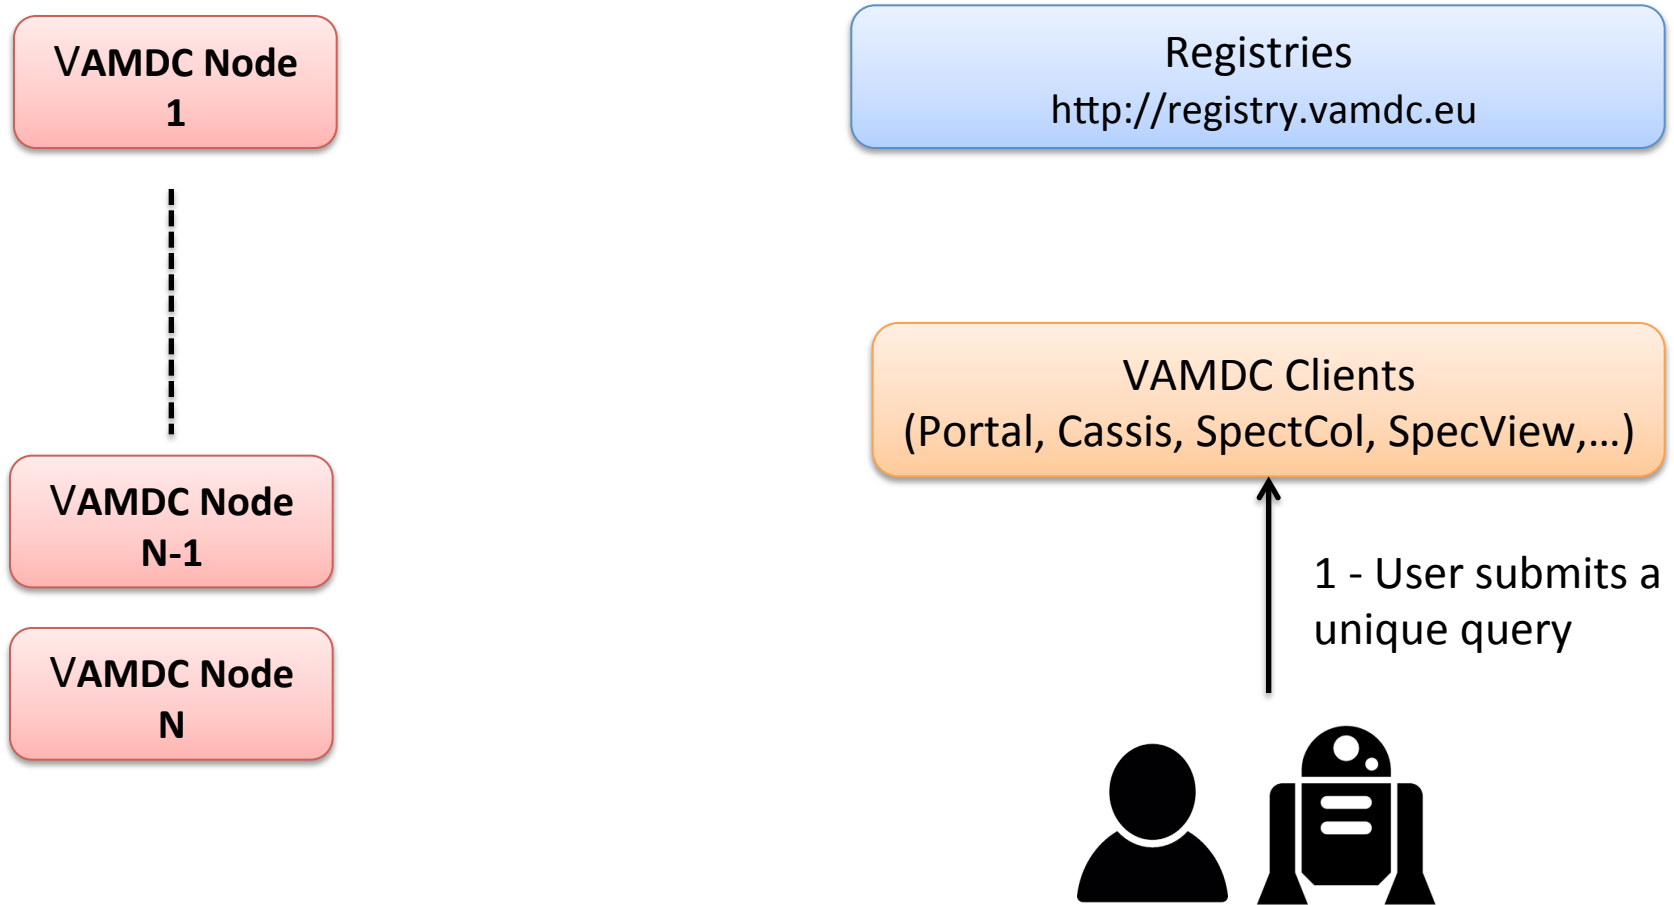 VAMDC Node
1
Registries
http://registry.vamdc.eu
VAMDC Clients
(Portal, Cassis, SpectCol, SpecView,...)
VAMDC Node
N-1
1 - User submits a
unique query
VAMDC Node
N